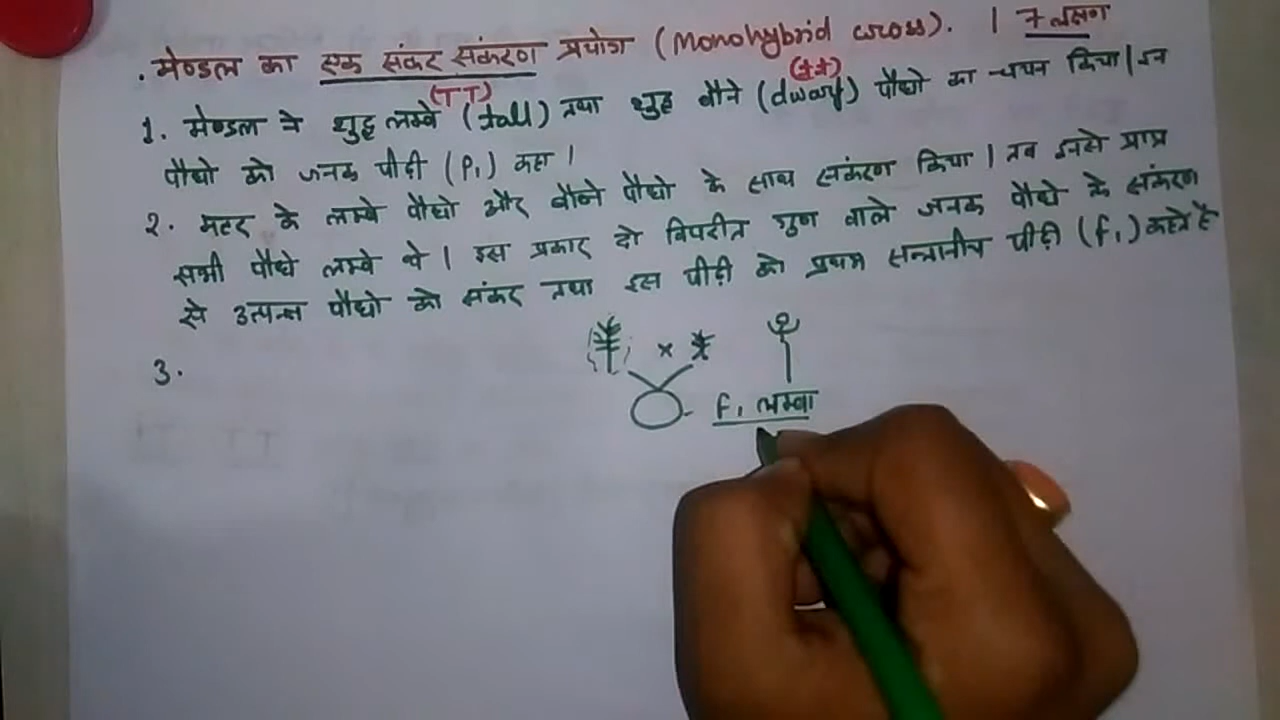 . मेण्डल का एक संकर संकरण प्रयोग (Monohybrid cross). | 7 लक्षण
(TT) (tt)
1. मेण्डल ने शुद्ध लम्बे (tall) तथा शुद्ध बौने (dwarf) पौधो का चयन किया। इन
पौधो को जनक पीढ़ी (P₁) कहा।
2. मटर के लम्बे पौधो और बौने पौधो के साथ संकरण किया। तब इनसे प्राप्त
सभी पौधे लम्बे थे। इस प्रकार दो विपरीत गुण वाले जनक पौधो के संकरण
से उत्पन्न पौधो को संकर तथा इस पीढ़ी को प्रथम सन्तानीय पीढ़ी (F₁) कहते है
3.
×
F₁ लम्बा